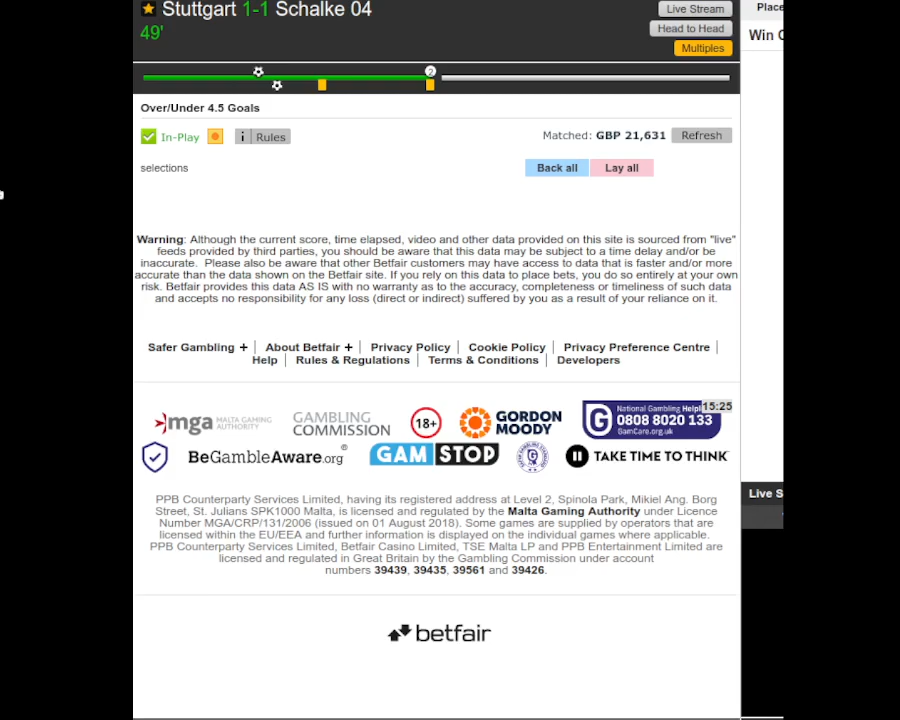 Stuttgart 1-1 Schalke 04
Live Stream
49'
Head to Head
Multiples
Place
Win
2
Over/Under 4.5 Goals
In-Play
i Rules
Matched: GBP 21,631
Refresh
selections
Back all
Lay all
Warning: Although the current score, time elapsed, video and other data provided on this site is sourced from "live"
feeds provided by third parties, you should be aware that this data may be subject to a time delay and/or be
inaccurate. Please also be aware that other Betfair customers may have access to data that is faster and/or more
accurate than the data shown on the Betfair site. If you rely on this data to place bets, you do so entirely at your own
risk. Betfair provides this data AS IS with no warranty as to the accuracy, completeness or timeliness of such data
and accepts no responsibility for any loss (direct or indirect) suffered by you as a result of your reliance on it.
Safer Gambling + | About Betfair + | Privacy Policy | Cookie Policy | Privacy Preference Centre |
Help | Rules & Regulations | Terms & Conditions | Developers
mga MALTA GAMING AUTHORITY
GAMBLING COMMISSION
18+
GORDON MOODY
National Gambling Help
0808 8020 133
GamCare.org.uk
15:25
BeGambleAware.org®
GAMSTOP
TAKE TIME TO THINK
Live S
PPB Counterparty Services Limited, having its registered address at Level 2, Spinola Park, Mikiel Ang. Borg
Street, St. Julians SPK1000 Malta, is licensed and regulated by the Malta Gaming Authority under Licence
Number MGA/CRP/131/2006 (issued on 01 August 2018). Some games are supplied by operators that are
licensed within the EU/EEA and further information is displayed on the individual games where applicable.
PPB Counterparty Services Limited, Betfair Casino Limited, TSE Malta LP and PPB Entertainment Limited are
licensed and regulated in Great Britain by the Gambling Commission under account
numbers 39439, 39435, 39561 and 39426.
betfair